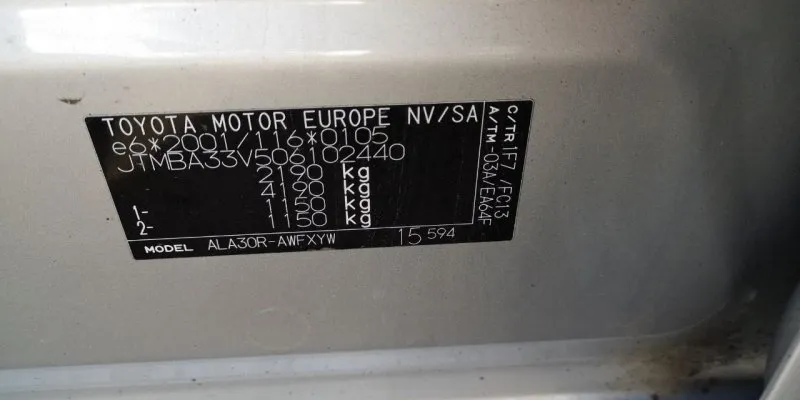 TOYOTA MOTOR EUROPE NV/SA
e6*2001/116*0105
JTMBA33V506102440
2190 kg
4190 kg
1- 1150 kg
2- 1150 kg
MODEL ALA30R-AWFXYW 15 594
C/TR 1F7/FC13
A/TM -03A/EA64F